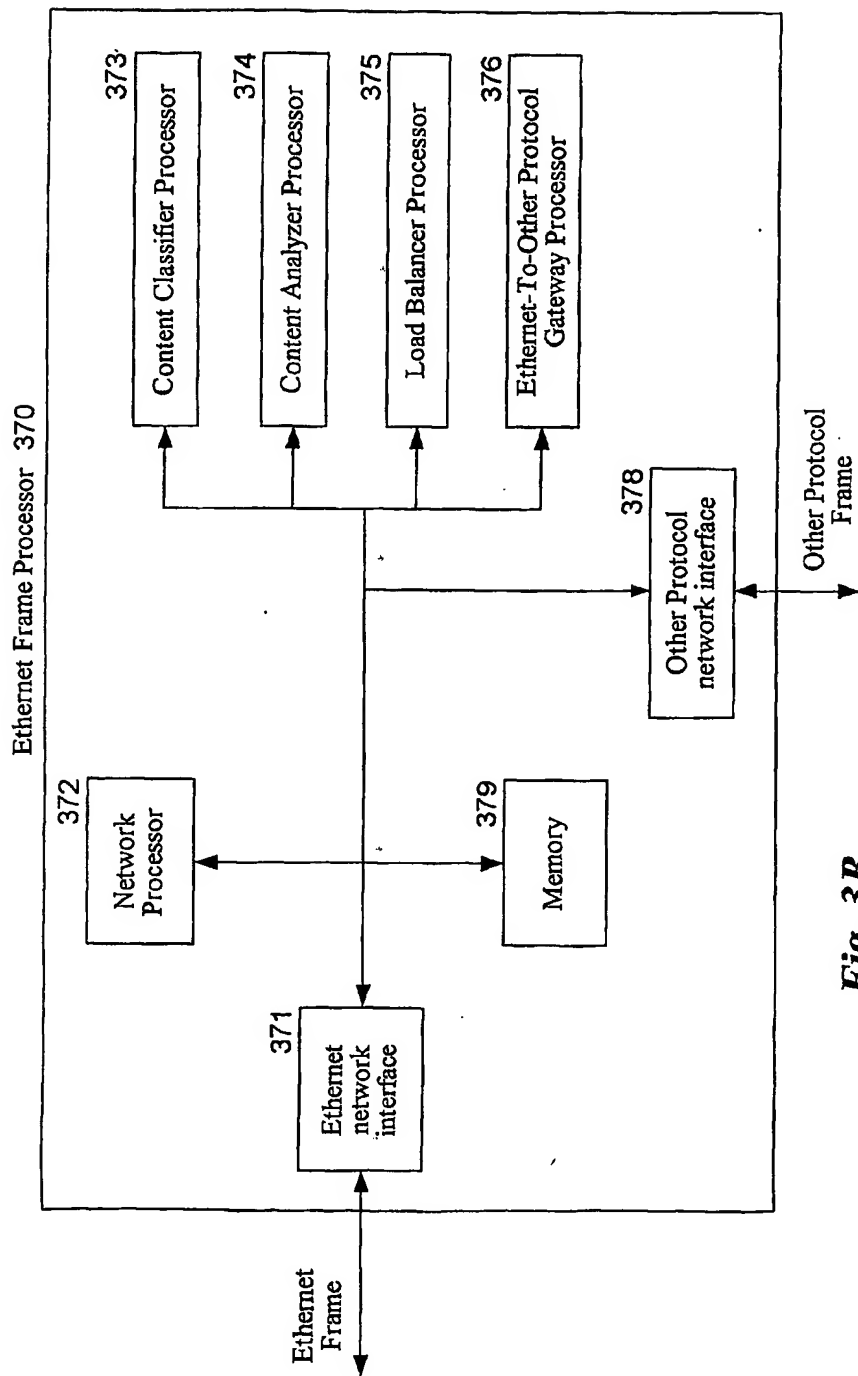 Ethernet Frame Processor 370
372
Network
Processor
373
Content Classifier Processor
374
Content Analyzer Processor
375
Load Balancer Processor
376
Ethernet-To-Other Protocol
Gateway Processor
371
Ethernet
network
interface
Ethernet
Frame
379
Memory
378
Other Protocol
network interface
Other Protocol
Frame
Fig. 3B